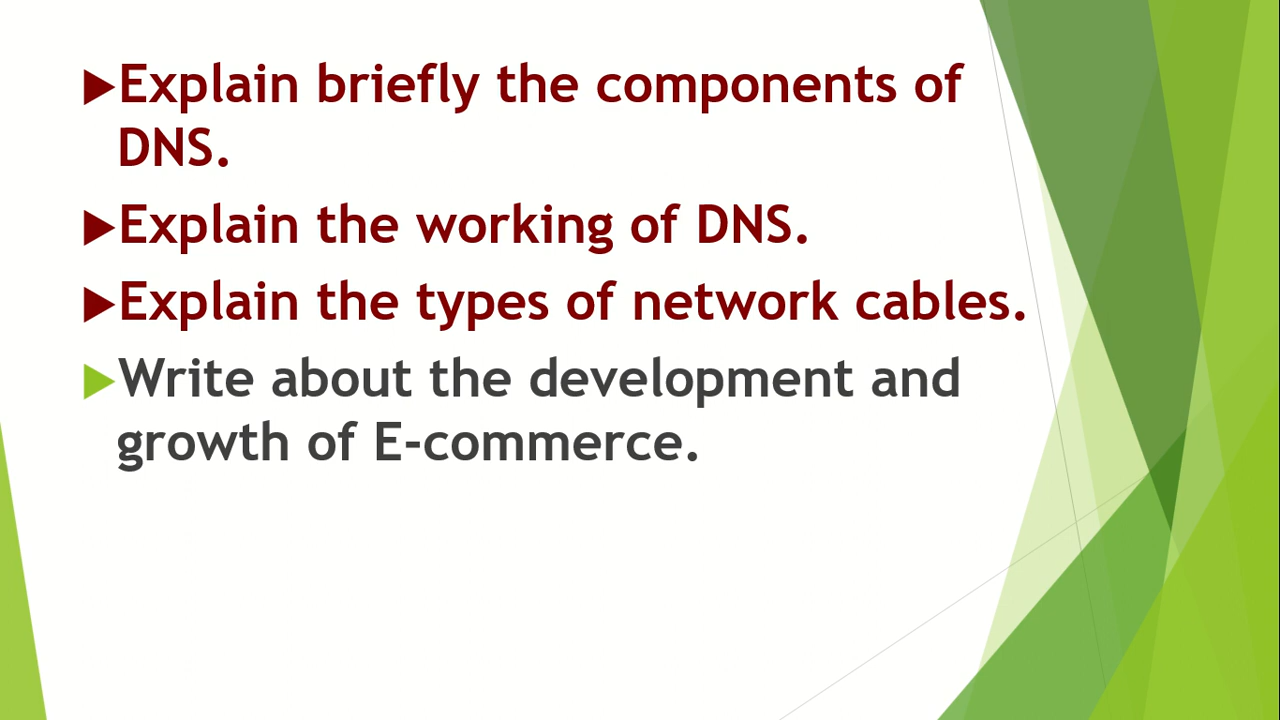 Explain briefly the components of
DNS.
Explain the working of DNS.
Explain the types of network cables.
Write about the development and
growth of E-commerce.